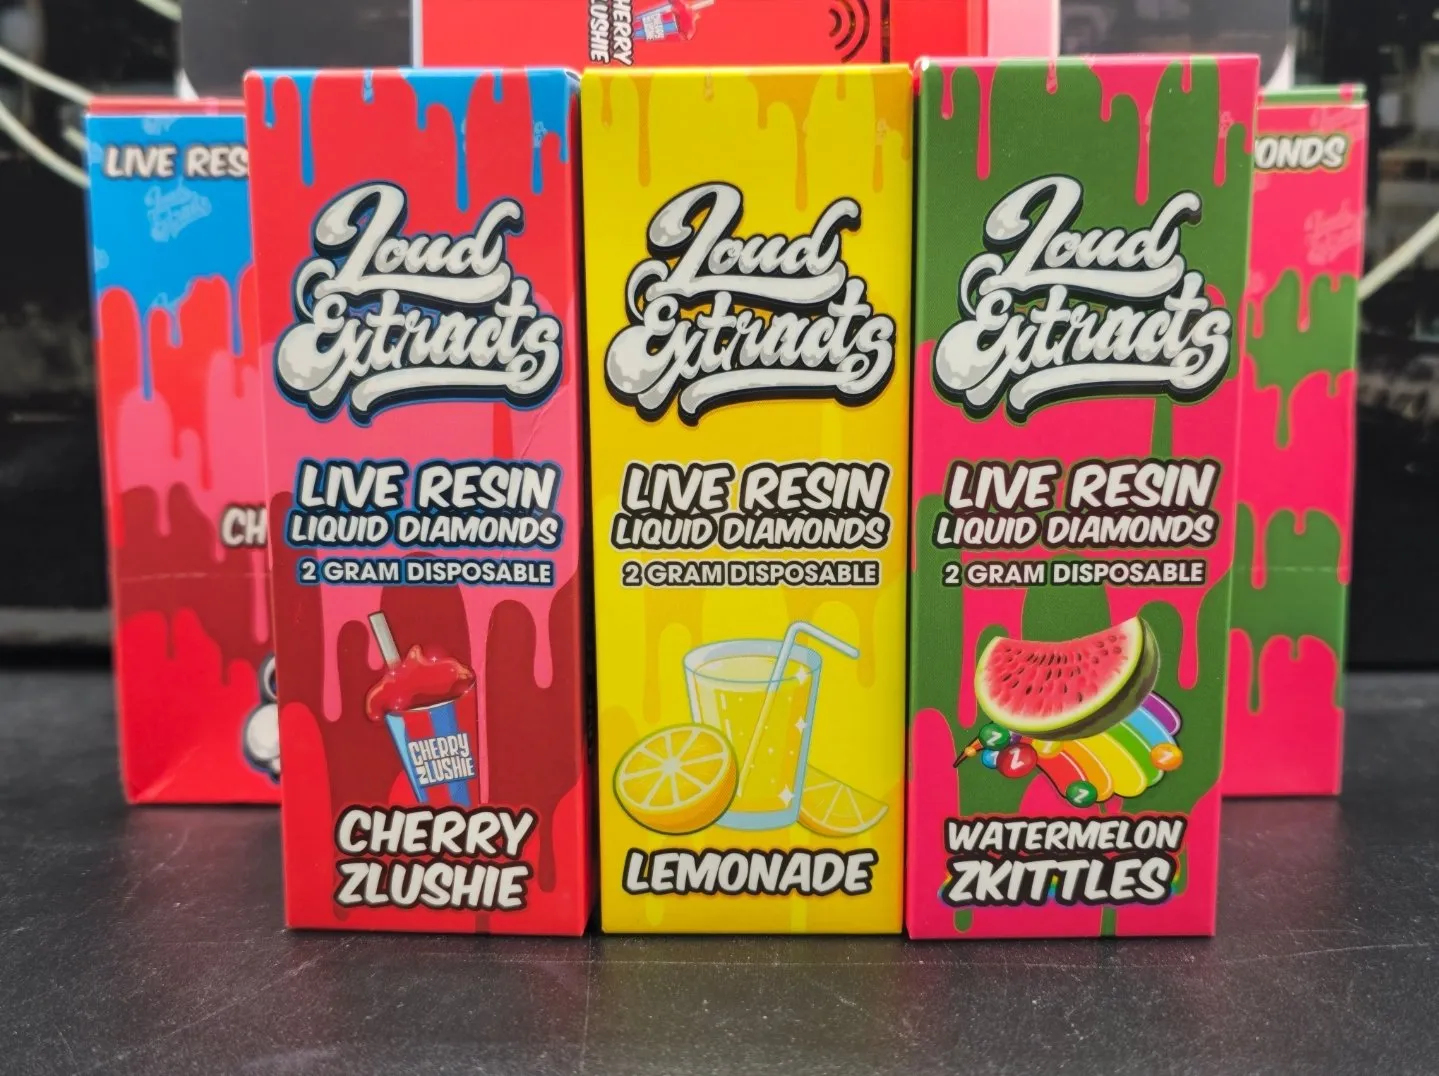 CHERRY
ZLUSHIE
LIVE RES
CH
Loud
Extracts
LIVE RESIN
LIQUID DIAMONDS
2 GRAM DISPOSABLE
CHERRY
ZLUSHIE
CHERRY
ZLUSHIE
Loud
Extracts
LIVE RESIN
LIQUID DIAMONDS
2 GRAM DISPOSABLE
LEMONADE
Loud
Extracts
LIVE RESIN
LIQUID DIAMONDS
2 GRAM DISPOSABLE
Z
Z
Z
Z
WATERMELON
ZKITTLES
ONDS
Loud
Extracts